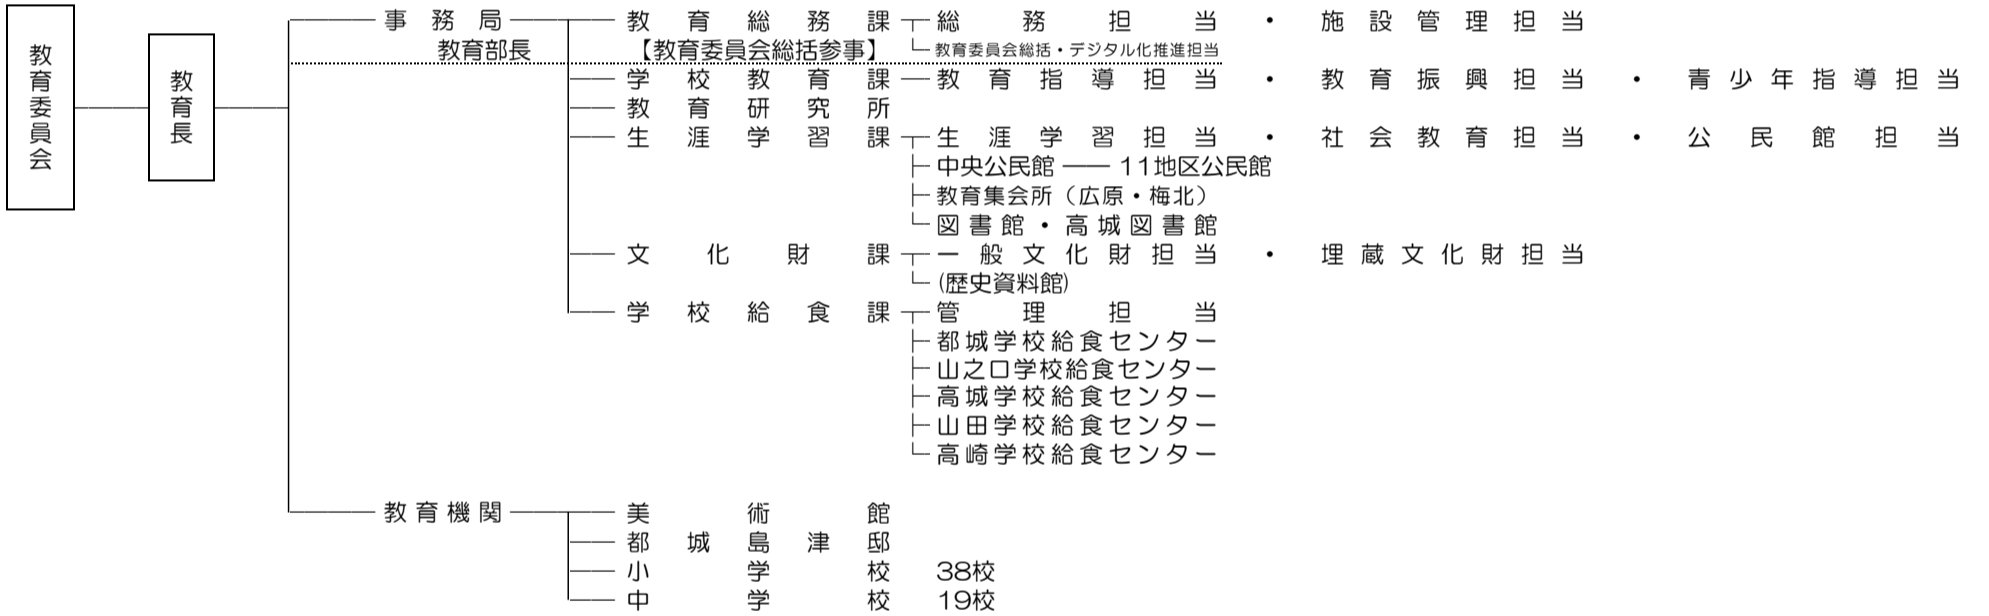 教育委員会
教育長
事務局 教育総務課 総務担当・施設管理担当
教育部長 【教育委員会総括参事】 教育委員会総括・デジタル化推進担当
学校教育課 教育指導担当・教育振興担当・青少年指導担当
教育研究所
生涯学習課 生涯学習担当・社会教育担当・公民館担当
中央公民館 11地区公民館
教育集会所（広原・梅北）
図書館・高城図書館
文化財課 一般文化財担当・埋蔵文化財担当
(歴史資料館)
学校給食課 管理担当
都城学校給食センター
山之口学校給食センター
高城学校給食センター
山田学校給食センター
高崎学校給食センター
教育機関 美術館
都城島津邸
小学校 38校
中学校 19校